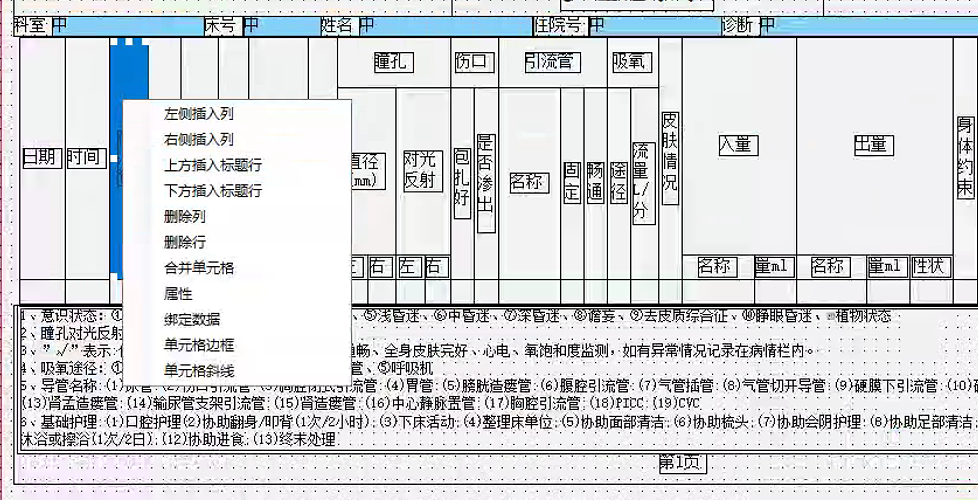 科室 中 床号 中 姓名 中 住院号 中 诊断 中
瞳孔 伤口 引流管 吸氧
日期 时间 直径(mm) 对光反射 包扎好 是否渗出 名称 固定 畅通 途径 流量L/分 皮肤情况 入量 出量 身体约束
右 左 右 名称 量ml 名称 量ml 性状
左侧插入列
右侧插入列
上方插入标题行
下方插入标题行
删除列
删除行
合并单元格
属性
绑定数据
单元格边框
单元格斜线
1、意识状态:① 、⑤浅昏迷、⑥中昏迷、⑦深昏迷、⑧谵妄、⑨去皮质综合征、⑩睁眼昏迷、 植物状态
2、瞳孔对光反射
3、"√"表示 畅、全身皮肤完好、心电、氧饱和度监测，如有异常情况记录在病情栏内。
4、吸氧途径:① 、⑤呼吸机
5、导管名称:(1)尿管:(2)伤口引流管:(3)胸腔闭式引流管:(4)胃管:(5)膀胱造瘘管:(6)腹腔引流管:(7)气管插管:(8)气管切开导管:(9)硬膜下引流管:(10)
(13)肾盂造瘘管:(14)输尿管支架引流管:(15)肾造瘘管:(16)中心静脉置管:(17)胸腔引流管:(18)PICC:(19)CVC
6、基础护理:(1)口腔护理(2)协助翻身/叩背(1次/2小时):(3)下床活动:(4)整理床单位:(5)协助面部清洁:(6)协助梳头:(7)协助会阴护理:(8)协助足部清洁:
沐浴或擦浴(1次/2日):(12)协助进食:(13)终末处理
第1页